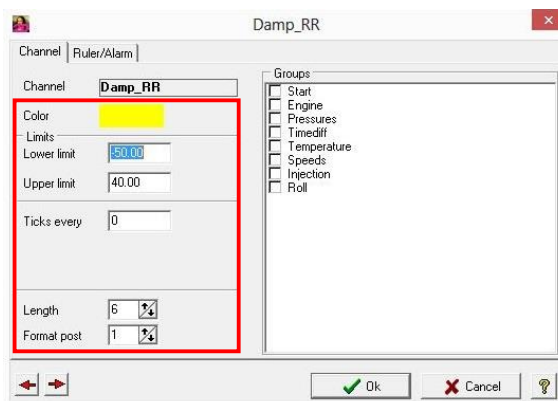 Damp_RR
Channel Ruler/Alarm
Channel Damp_RR
Color
Limits
Lower limit -50.00
Upper limit 40.00
Ticks every 0
Length 6
Format post 1
Groups
Start
Engine
Pressures
Timediff
Temperature
Speeds
Injection
Roll
Ok Cancel ?